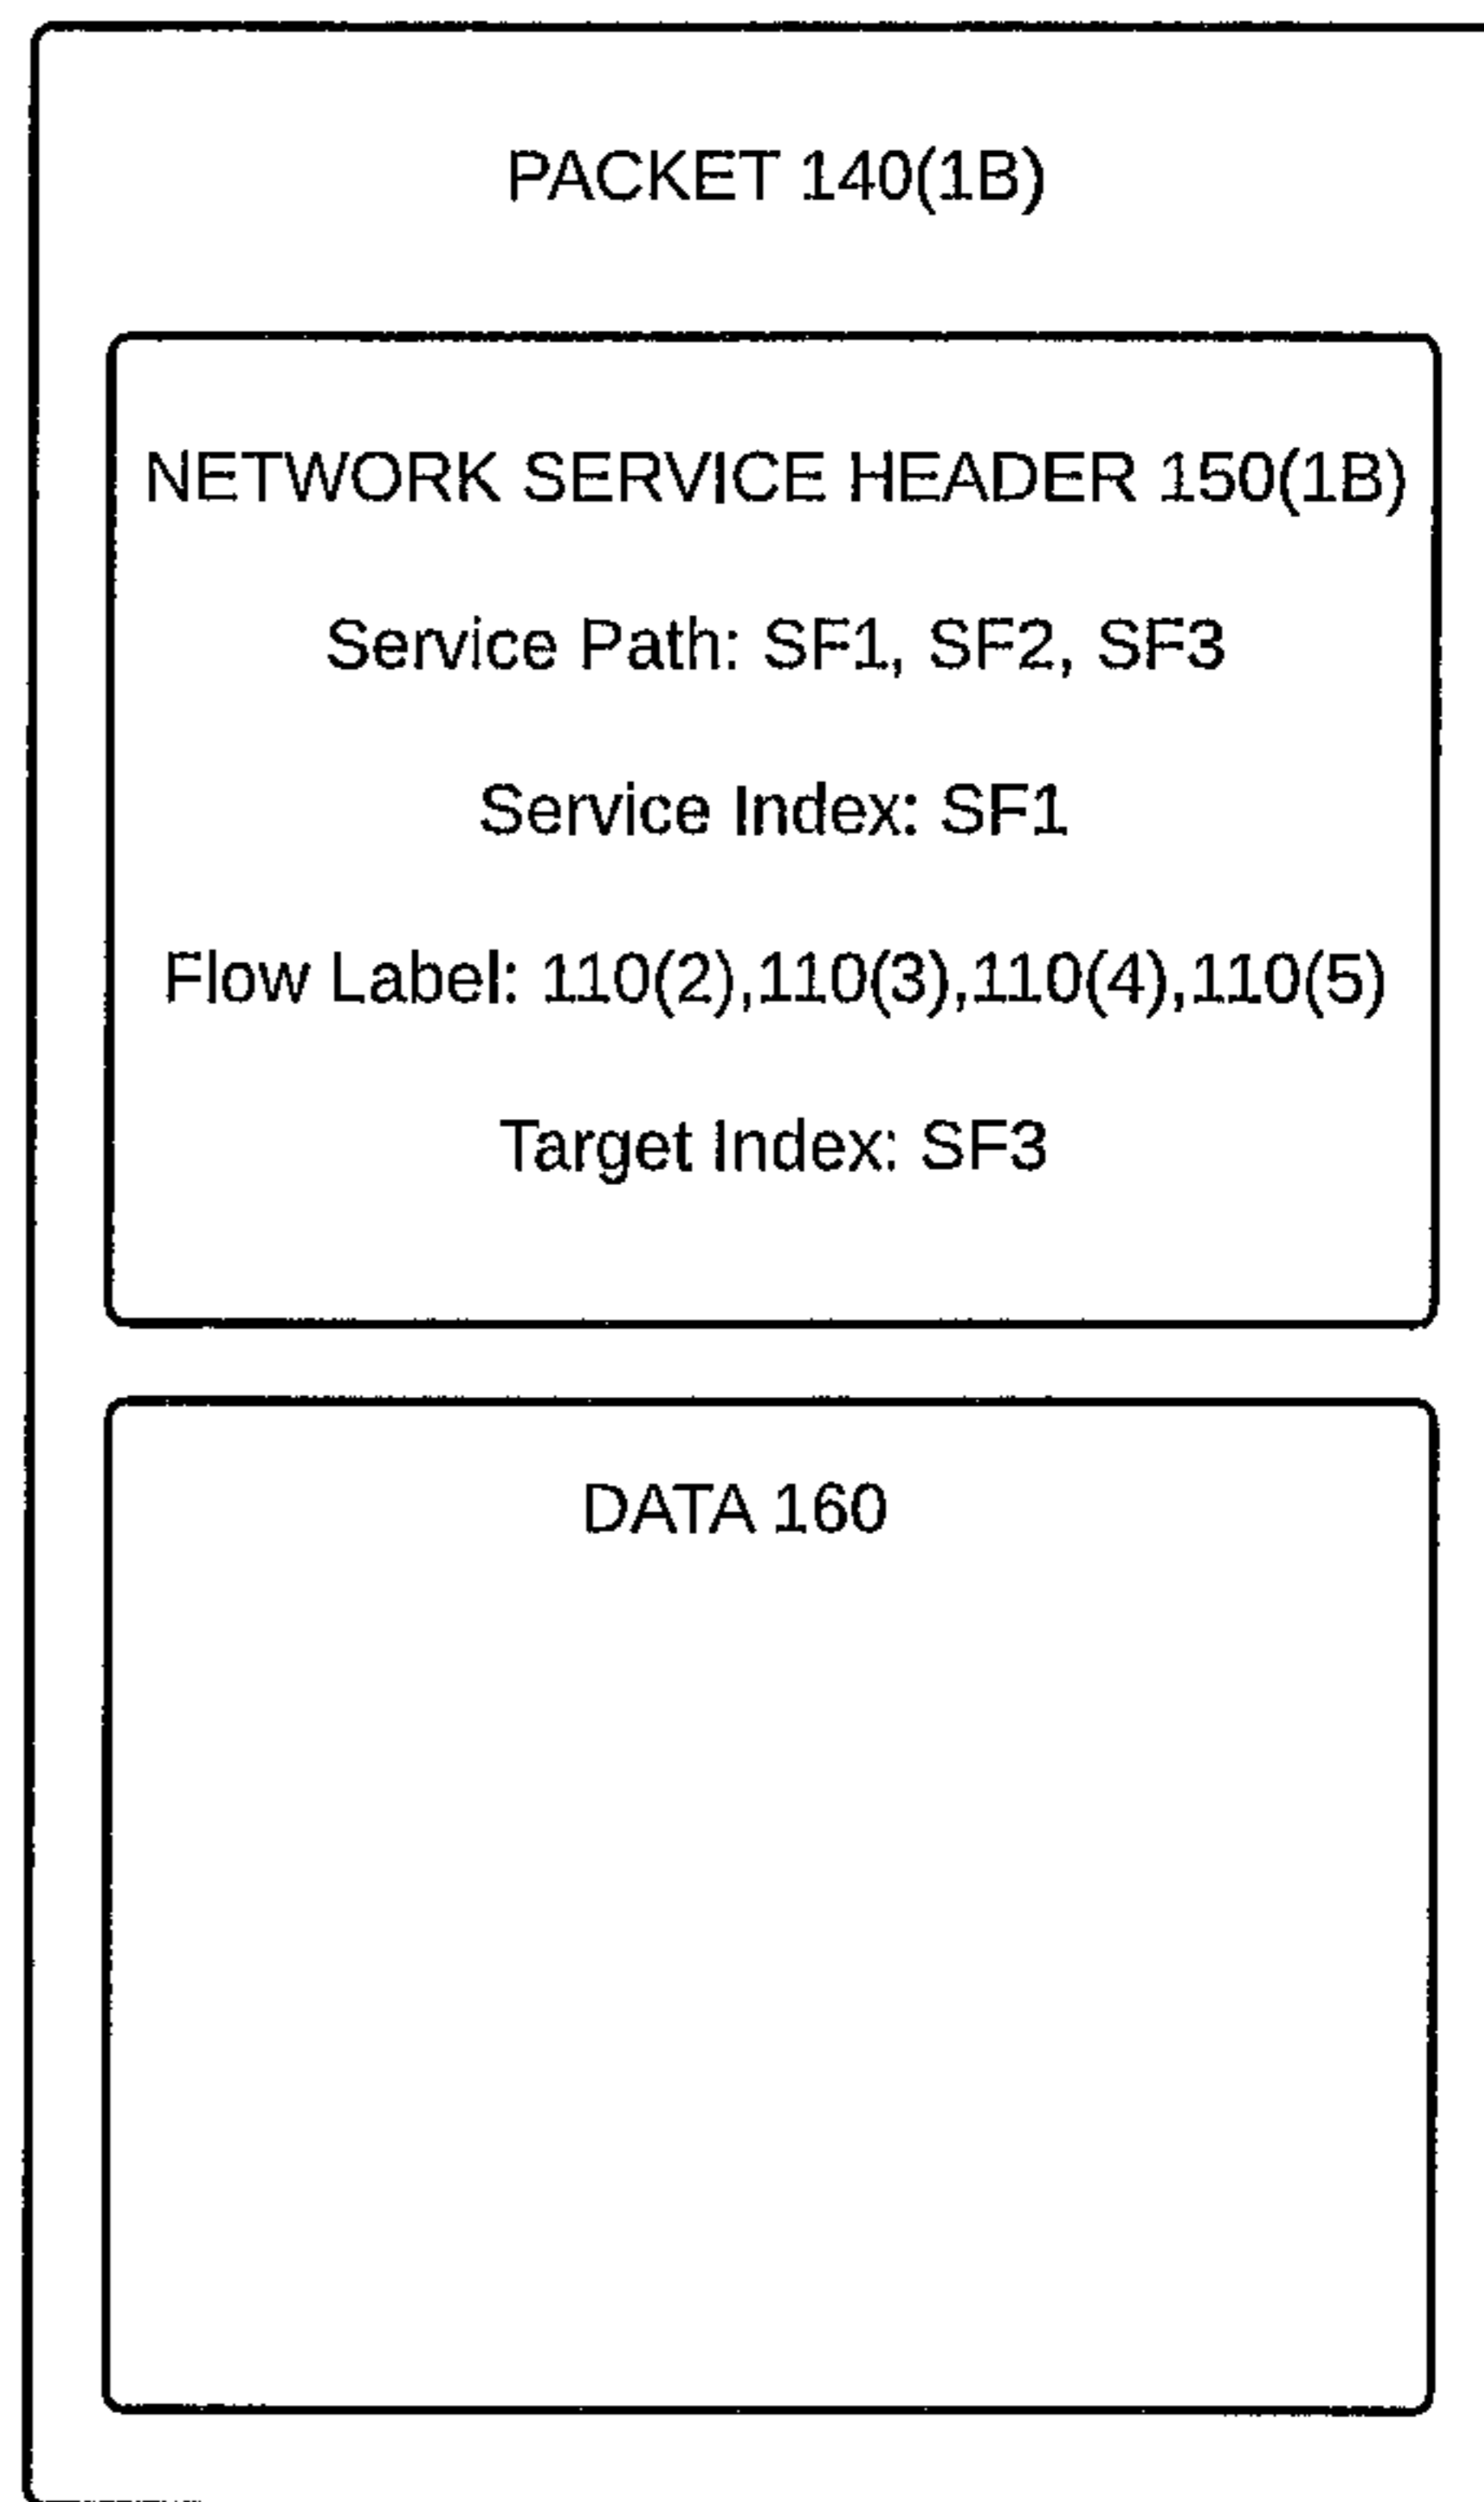 PACKET 140(1B)
NETWORK SERVICE HEADER 150(1B)
Service Path: SF1, SF2, SF3
Service Index: SF1
Flow Label: 110(2),110(3),110(4),110(5)
Target Index: SF3
DATA 160